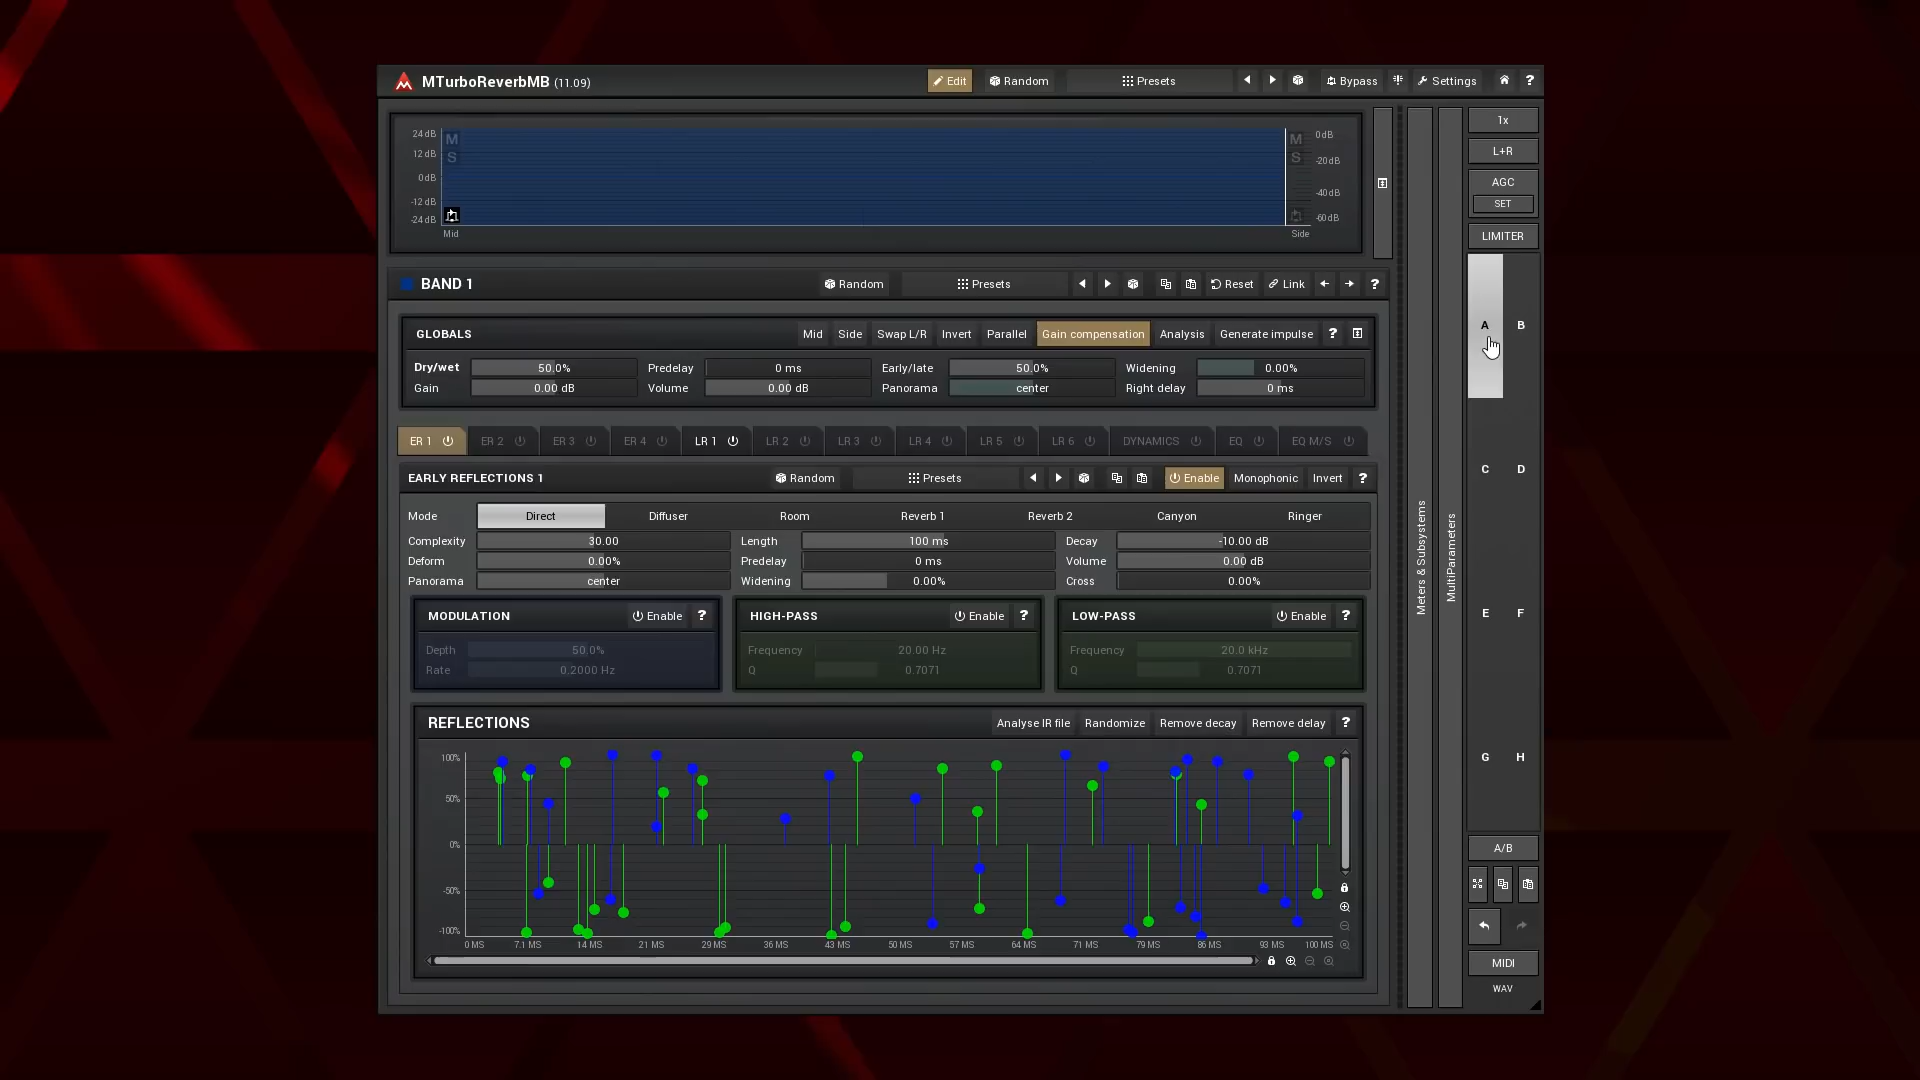 MTurboReverbMB (11.09) Edit Random Presets Bypass Settings ?
24 dB M M 0dB
12 dB S S -20dB
0 dB
-12 dB -40dB
-24 dB -60dB
Mid Side
1x
L+R
AGC
SET
LIMITER
BAND 1 Random Presets Reset Link ?
GLOBALS Mid Side Swap L/R Invert Parallel Gain compensation Analysis Generate impulse ?
Dry/wet 50.0% Predelay 0 ms Early/late 50.0% Widening 0.00%
Gain 0.00 dB Volume 0.00 dB Panorama center Right delay 0 ms
ER 1 ER 2 ER 3 ER 4 LR 1 LR 2 LR 3 LR 4 LR 5 LR 6 DYNAMICS EQ EQ M/S
EARLY REFLECTIONS 1 Random Presets Enable Monophonic Invert ?
Mode Direct Diffuser Room Reverb 1 Reverb 2 Canyon Ringer
Complexity 30.00 Length 100 ms Decay -10.00 dB
Deform 0.00% Predelay 0 ms Volume 0.00 dB
Panorama center Widening 0.00% Cross 0.00%
MODULATION Enable ? HIGH-PASS Enable ? LOW-PASS Enable ?
Depth 50.0% Frequency 20.00 Hz Frequency 20.0 kHz
Rate 0.2000 Hz Q 0.7071 Q 0.7071
REFLECTIONS Analyse IR file Randomize Remove decay Remove delay ?
100%
50%
0%
-50%
-100%
0 MS 7.1 MS 14 MS 21 MS 29 MS 36 MS 43 MS 50 MS 57 MS 64 MS 71 MS 79 MS 86 MS 93 MS 100 MS
Meters & Subsystems
MultiParameters
A B
C D
E F
G H
A/B
MIDI
WAV